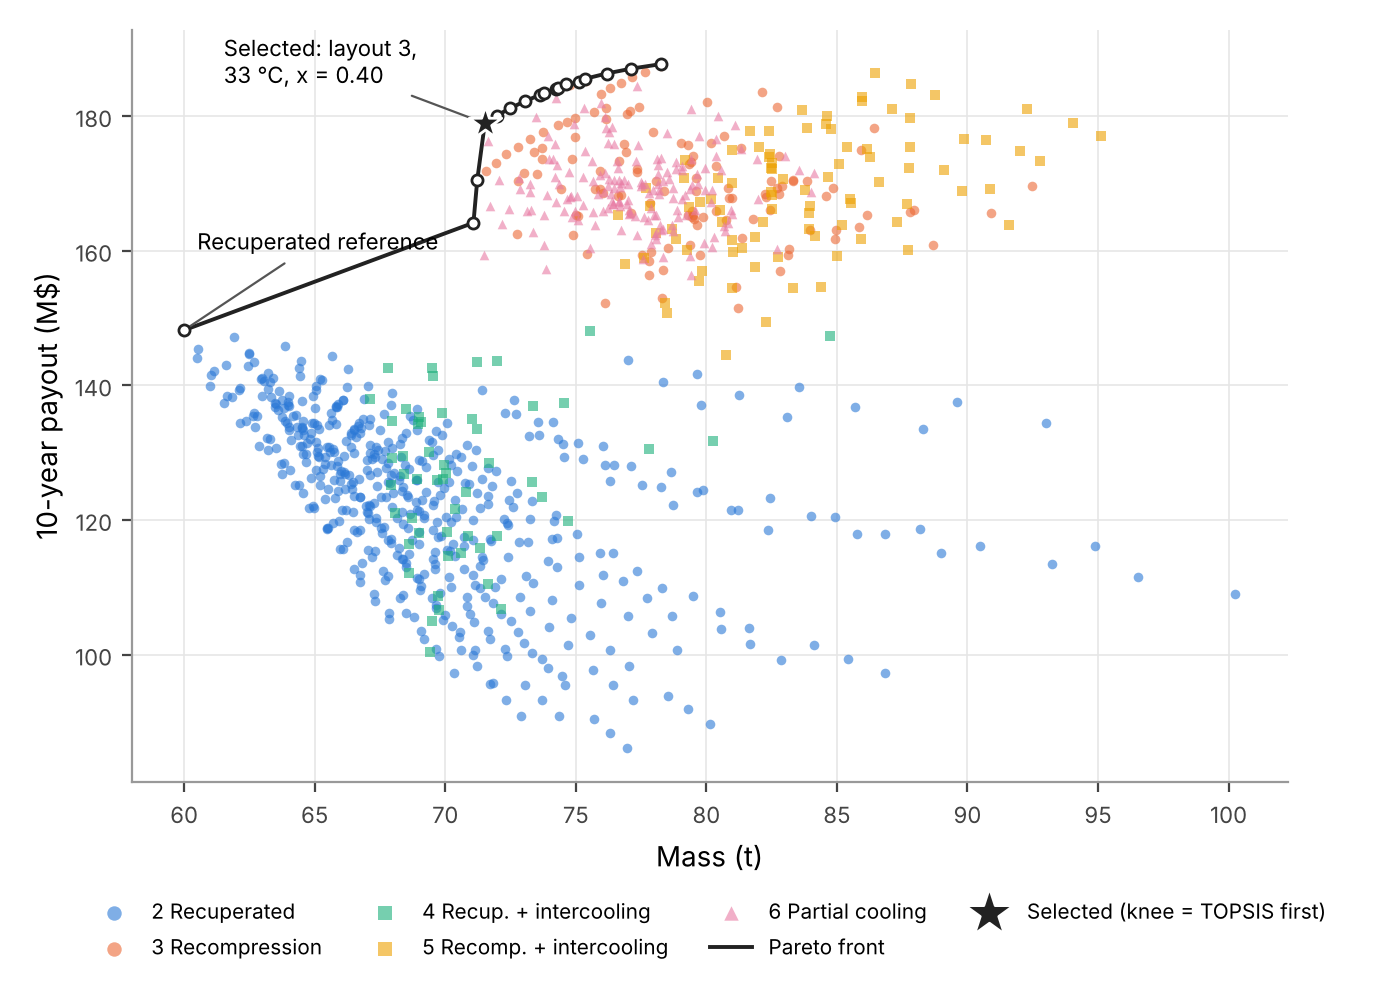 Selected: layout 3,
33 °C, x = 0.40
Recuperated reference
10-year payout (M$)
180
160
140
120
100
60 65 70 75 80 85 90 95 100
Mass (t)
2 Recuperated
3 Recompression
4 Recup. + intercooling
5 Recomp. + intercooling
6 Partial cooling
Pareto front
Selected (knee = TOPSIS first)